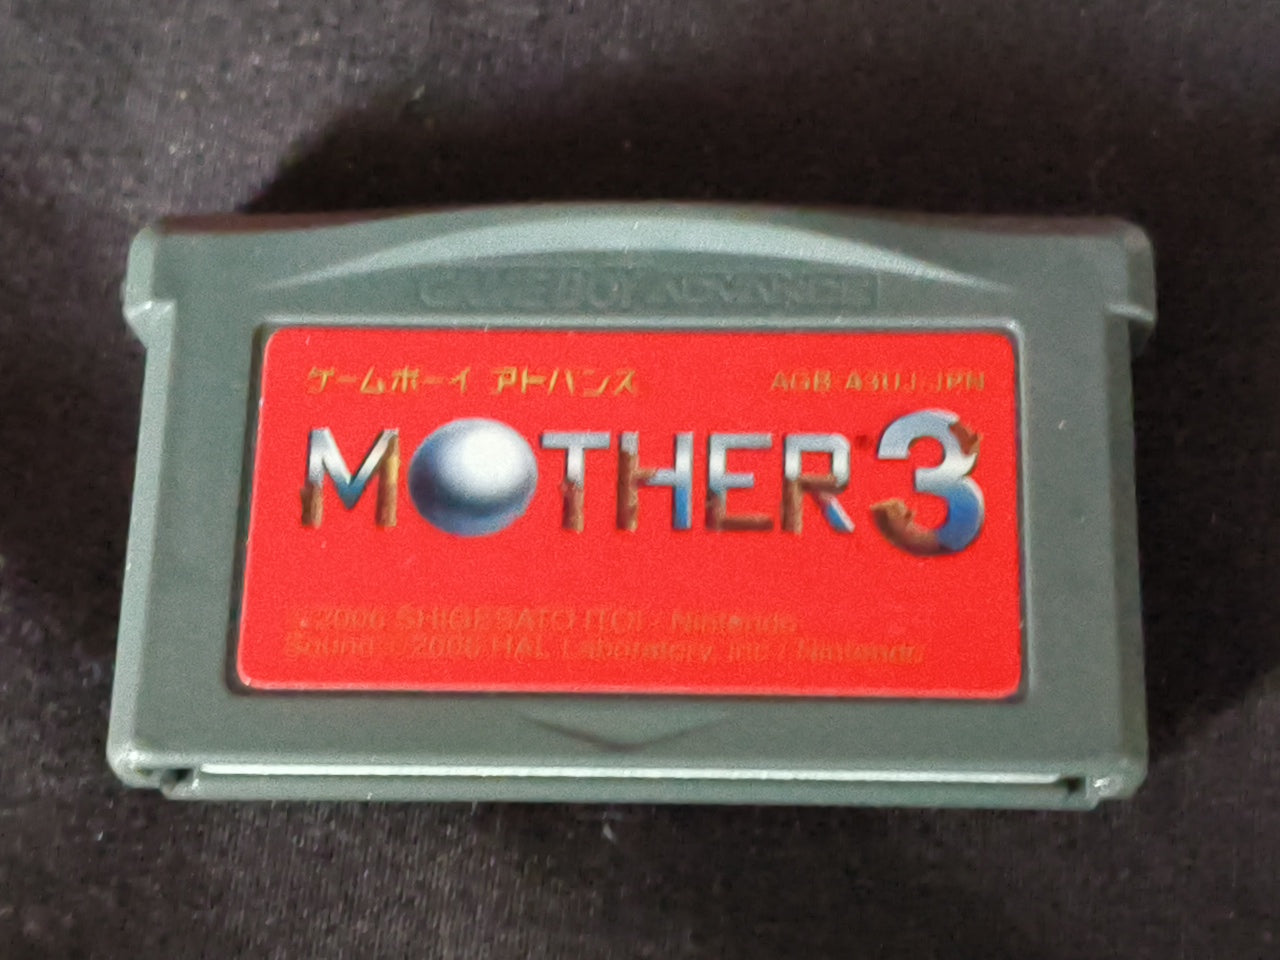 GAME BOY ADVANCE
ゲームボーイ アドバンス AGB-A3UJ-JPN
MOTHER 3
©2006 SHIGESATO ITOI / Nintendo
Sound ©2006 HAL Laboratory, Inc. / Nintendo